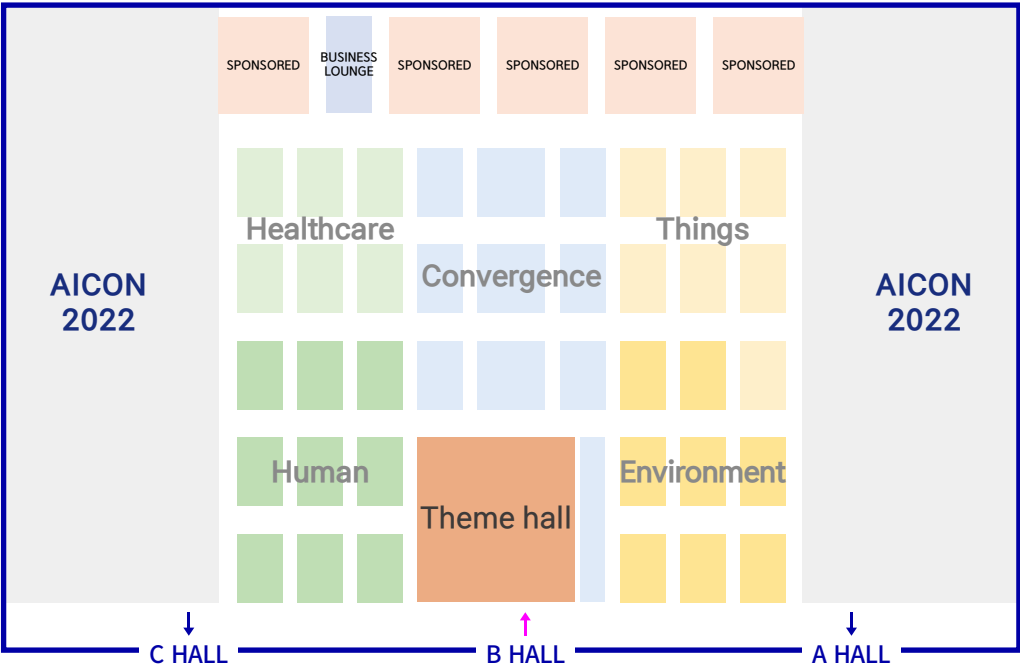 SPONSORED
BUSINESS
LOUNGE
SPONSORED
SPONSORED
SPONSORED
SPONSORED
Healthcare
Things
Convergence
AICON
2022
AICON
2022
Human
Environment
Theme hall
C HALL
B HALL
A HALL